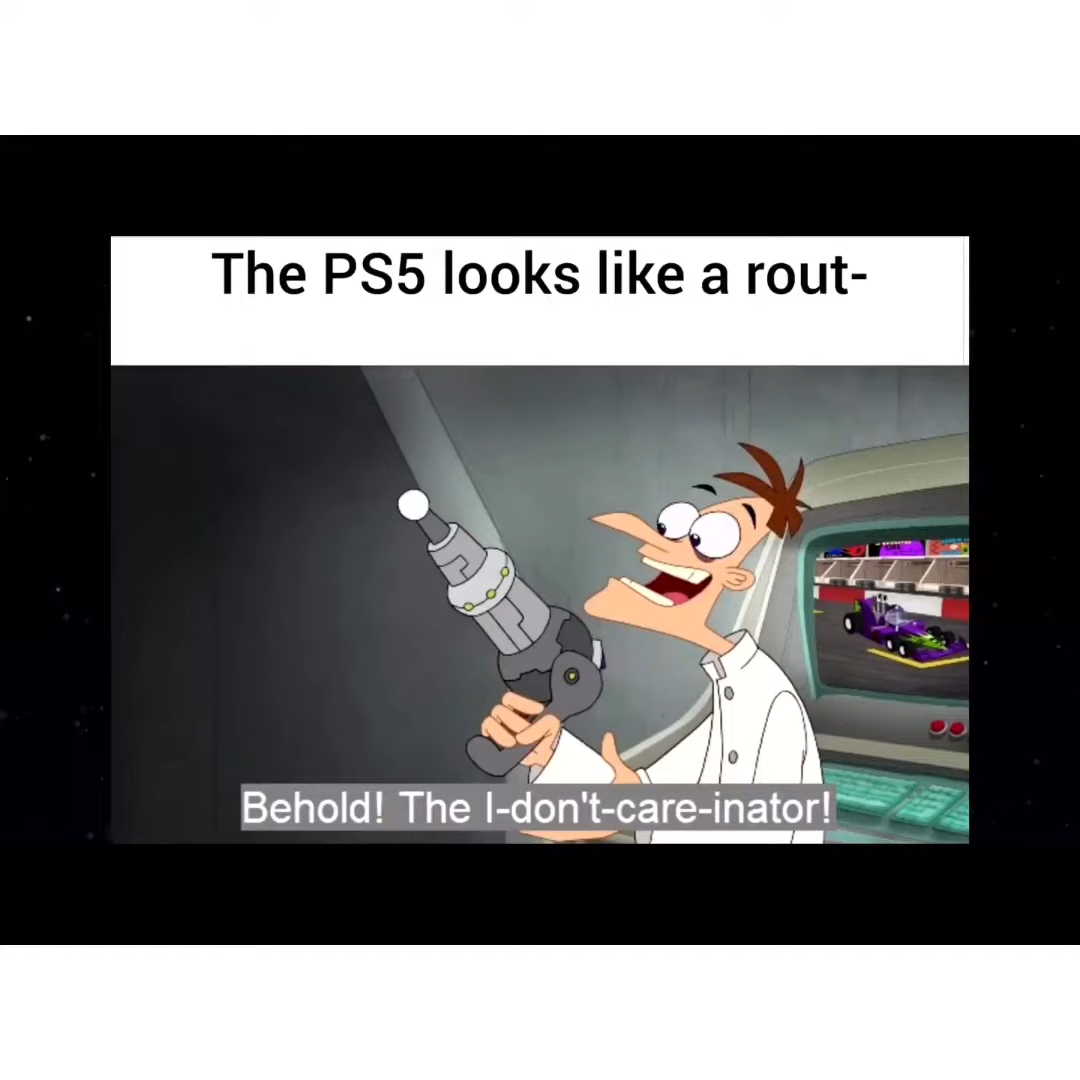 The PS5 looks like a rout-
Behold! The I-don't-care-inator!